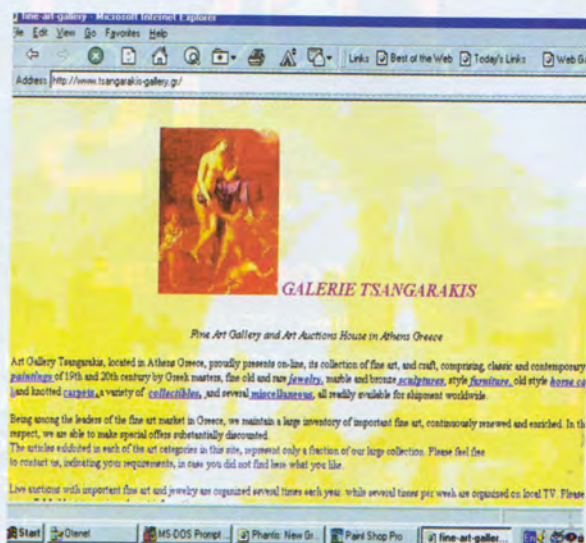 fine-art-gallery - Microsoft Internet Explorer
File Edit View Go Favorites Help
Links Best of the Web Today's Links Web Ga
Address http://www.tsangarakis-gallery.gr/
GALERIE TSANGARAKIS
Fine Art Gallery and Art Auctions House in Athens Greece
Art Gallery Tsangarakis, located in Athens Greece, proudly presents on-line, its collection of fine art, and craft, comprising, classic and contemporary
paintings of 19th and 20th century by Greek masters, fine old and rare jewelry, marble and bronze sculptures, style furniture, old style home
and knotted carpets, a variety of collectibles, and several miscellaneous, all readily available for shipment worldwide.
Being among the leaders of the fine art market in Greece, we maintain a large inventory of important fine art, continuously renewed and enriched. In th
respect, we are able to make special offers substantially discounted.
The articles exhibited in each of the art categories in this site, represent only a fraction of our large collection. Please feel free
to contact us, indicating your requirements, in case you did not find here what you like.
Live auctions with important fine art and jewelry are organized several times each year, while several times per week are organized on local TV. Please
Start Otenet MS-DOS Prompt Phantis: New Gr... Paint Shop Pro fine-art-galler...